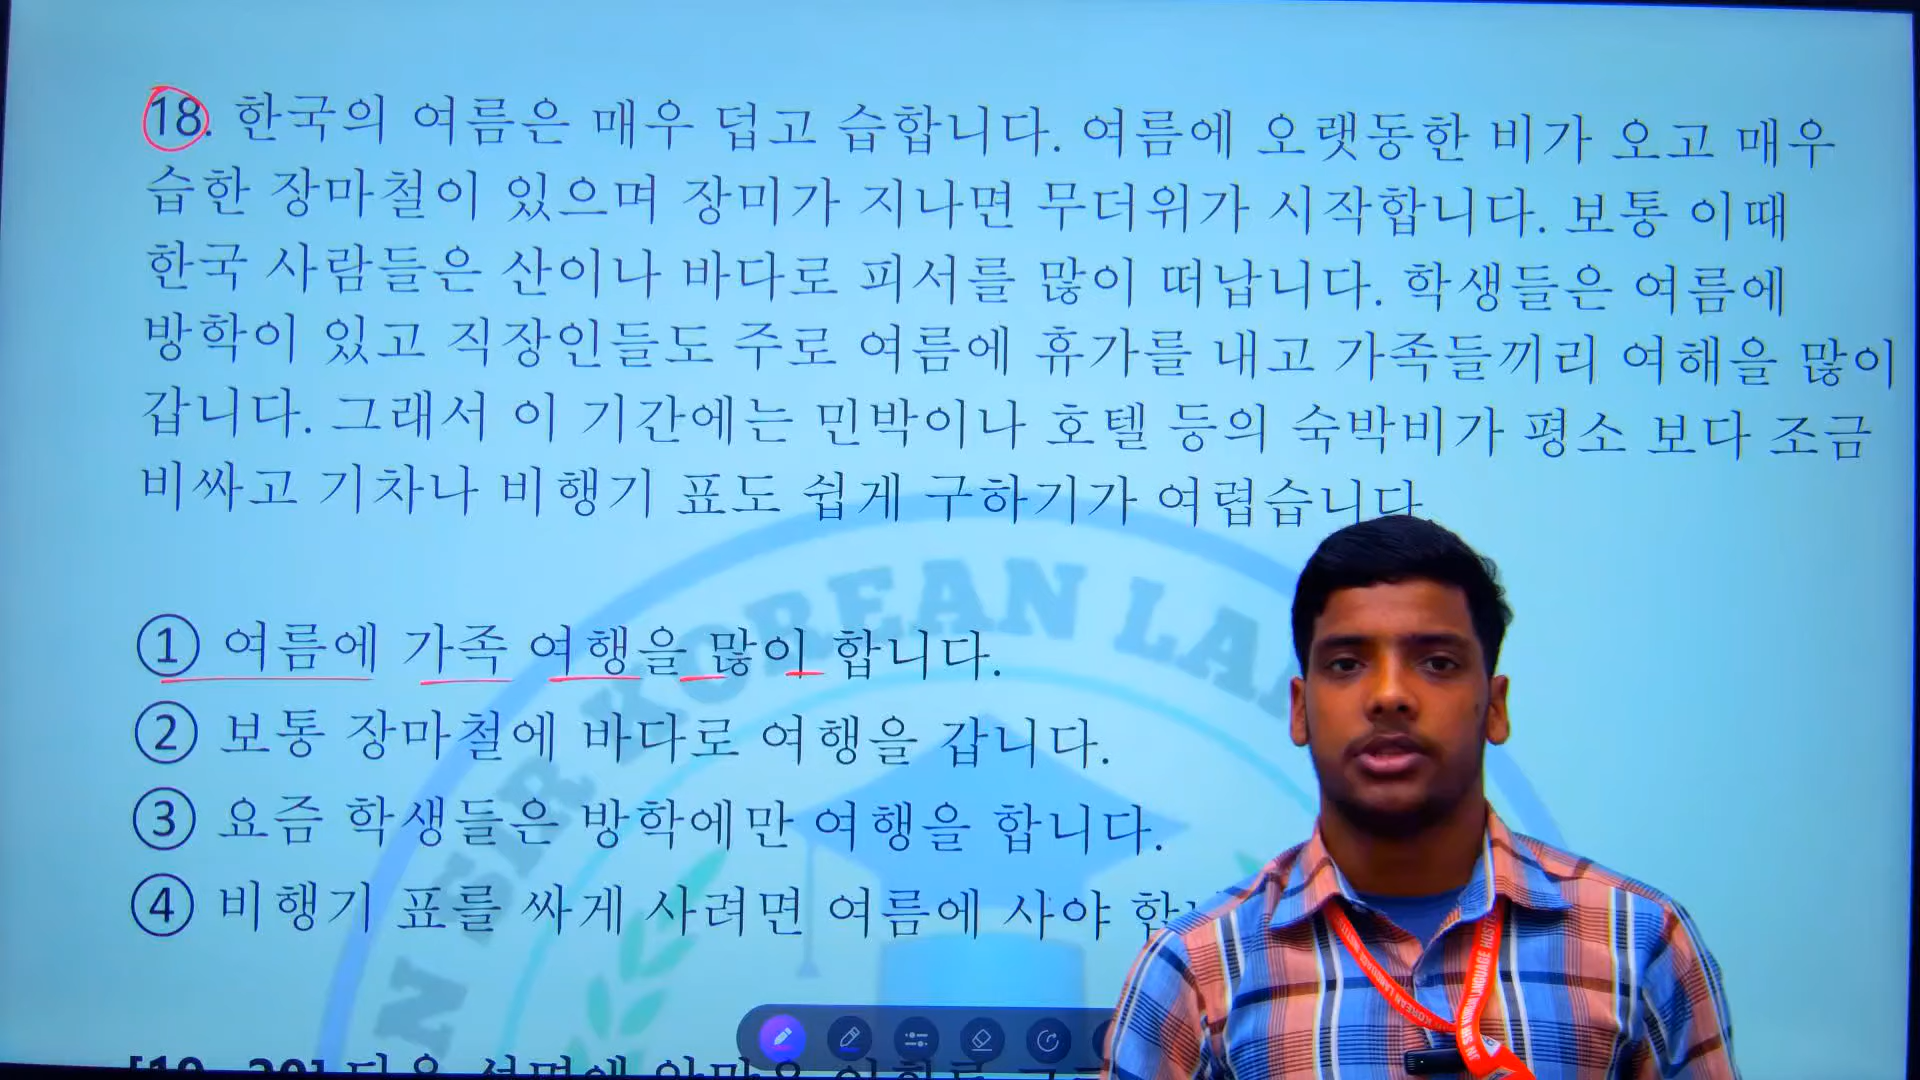 18. 한국의 여름은 매우 덥고 습합니다. 여름에 오랫동한 비가 오고 매우
습한 장마철이 있으며 장미가 지나면 무더위가 시작합니다. 보통 이때
한국 사람들은 산이나 바다로 피서를 많이 떠납니다. 학생들은 여름에
방학이 있고 직장인들도 주로 여름에 휴가를 내고 가족들끼리 여해을 많이
갑니다. 그래서 이 기간에는 민박이나 호텔 등의 숙박비가 평소 보다 조금
비싸고 기차나 비행기 표도 쉽게 구하기가 여렵습니다.
① 여름에 가족 여행을 많이 합니다.
② 보통 장마철에 바다로 여행을 갑니다.
③ 요즘 학생들은 방학에만 여행을 합니다.
④ 비행기 표를 싸게 사려면 여름에 사야
N SR KOREAN